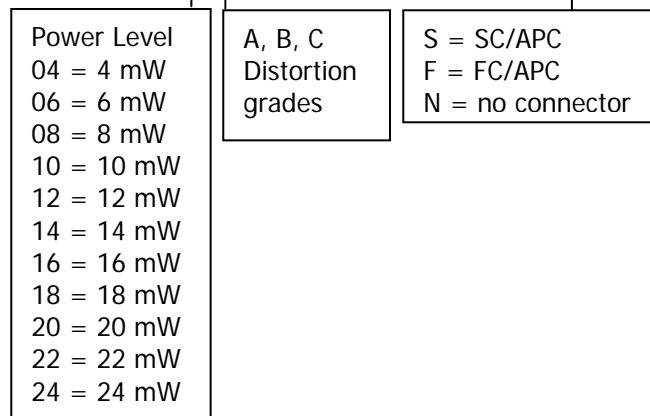 Power Level
04 = 4 mW
06 = 6 mW
08 = 8 mW
10 = 10 mW
12 = 12 mW
14 = 14 mW
16 = 16 mW
18 = 18 mW
20 = 20 mW
22 = 22 mW
24 = 24 mW
A, B, C
Distortion
grades
S = SC/APC
F = FC/APC
N = no connector